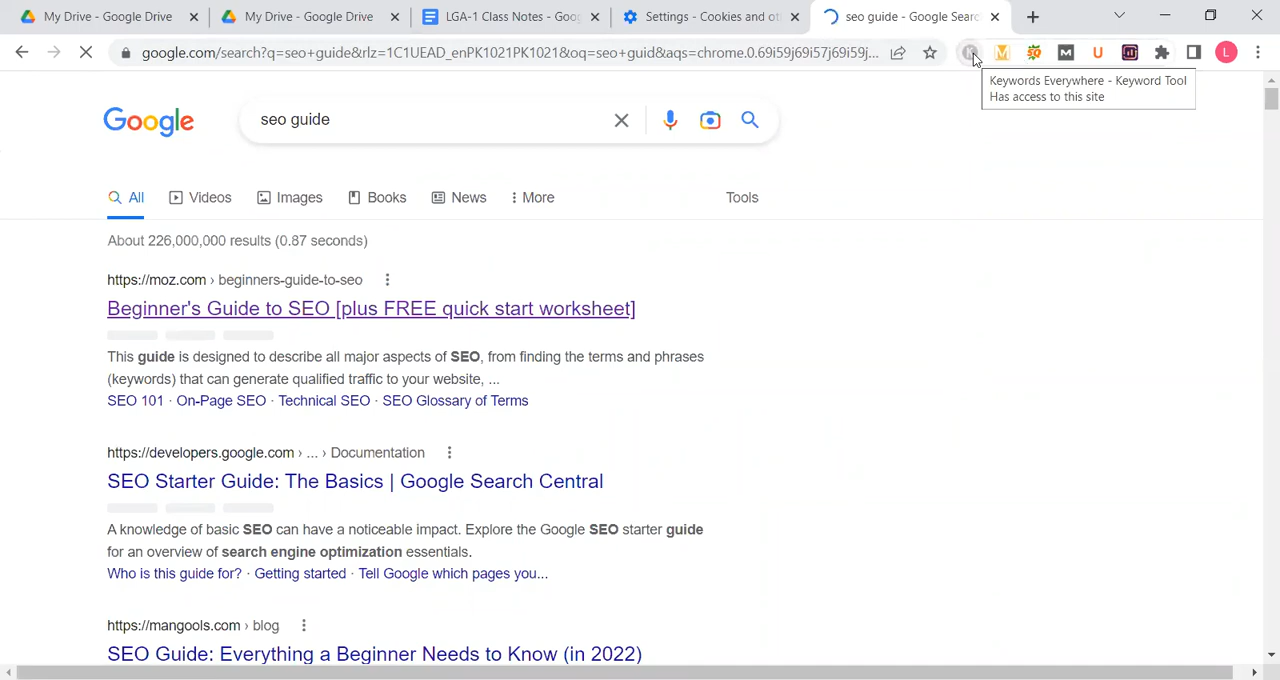 My Drive - Google Drive
My Drive - Google Drive
LGA-1 Class Notes - Goo
Settings - Cookies and ot
seo guide - Google Sear
google.com/search?q=seo+guide&rlz=1C1UEAD_enPK1021PK1021&oq=seo+guid&aqs=chrome.0.69i59j69i57j69i59j...
L
Keywords Everywhere - Keyword Tool
Has access to this site
Google
seo guide
All
Videos
Images
Books
News
More
Tools
About 226,000,000 results (0.87 seconds)
https://moz.com › beginners-guide-to-seo
Beginner's Guide to SEO [plus FREE quick start worksheet]
This guide is designed to describe all major aspects of SEO, from finding the terms and phrases
(keywords) that can generate qualified traffic to your website, ...
SEO 101 · On-Page SEO · Technical SEO · SEO Glossary of Terms
https://developers.google.com › ... › Documentation
SEO Starter Guide: The Basics | Google Search Central
A knowledge of basic SEO can have a noticeable impact. Explore the Google SEO starter guide
for an overview of search engine optimization essentials.
Who is this guide for? · Getting started · Tell Google which pages you...
https://mangools.com › blog
SEO Guide: Everything a Beginner Needs to Know (in 2022)